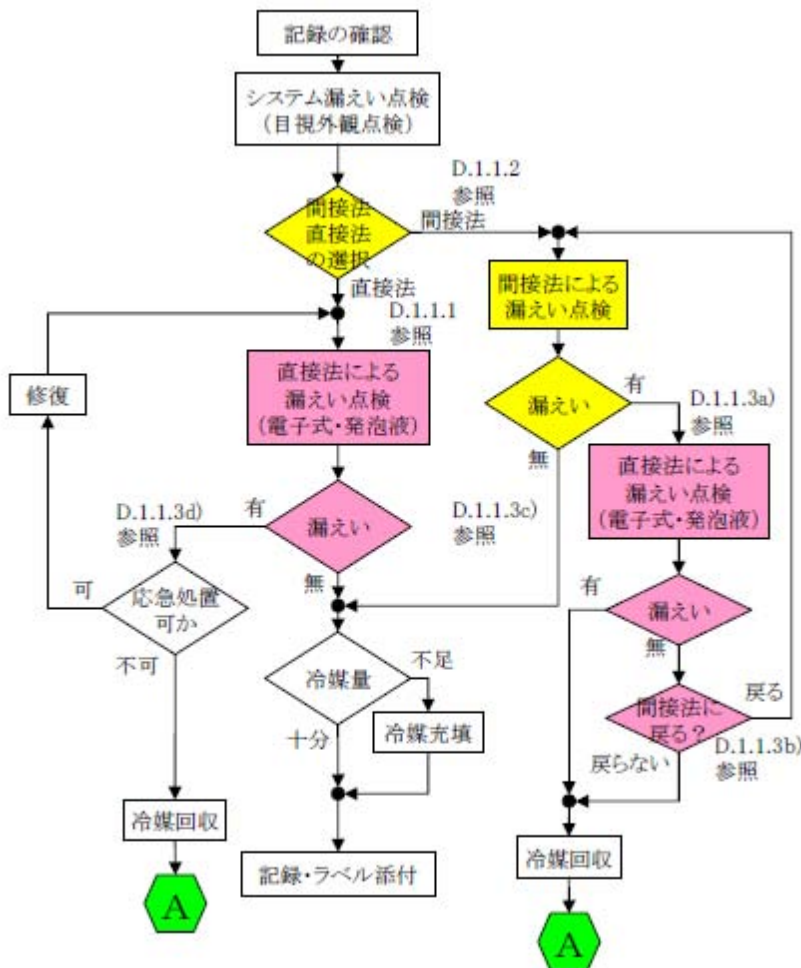 記録の確認
システム漏えい点検
(目視外観点検)
D.1.1.2
参照
間接法
直接法
の選択
間接法
直接法
間接法による
漏えい点検
D.1.1.1
参照
修復
直接法による
漏えい点検
(電子式・発泡液)
漏えい
有
無
D.1.1.3a)
参照
直接法による
漏えい点検
(電子式・発泡液)
D.1.1.3d)
参照
有
漏えい
無
D.1.1.3c)
参照
可
応急処置
可か
不可
有
漏えい
無
冷媒量
不足
十分
冷媒充填
間接法に
戻る?
戻る
戻らない
D.1.1.3b)
参照
冷媒回収
記録・ラベル添付
冷媒回収
A
A